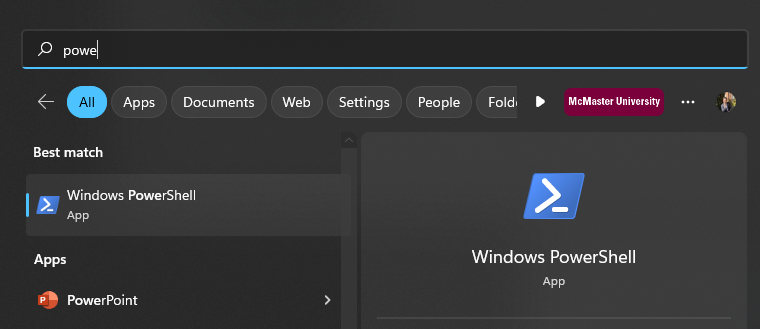 powe
All Apps Documents Web Settings People Folde McMaster University ...
Best match
Windows PowerShell
App
Apps
PowerPoint
Windows PowerShell
App